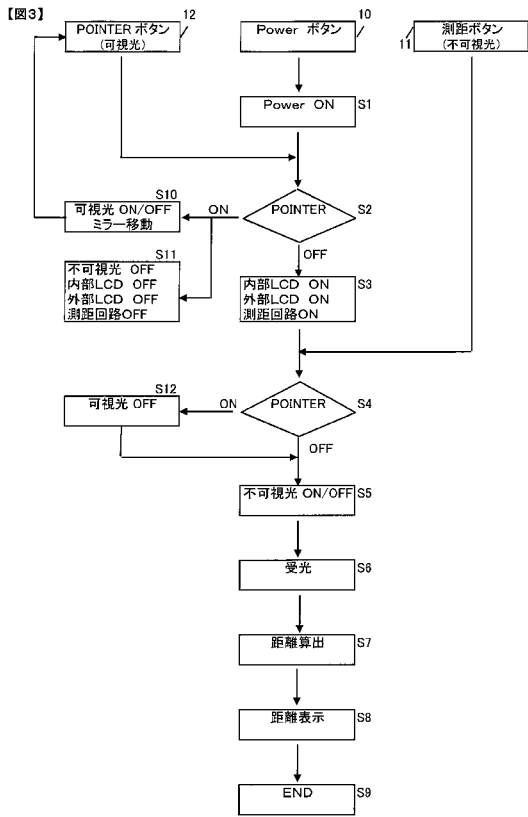 【図3】
POINTER ボタン
(可視光)
12
Power ボタン
10
測距ボタン
(不可視光)
11
Power ON
S1
S10
可視光 ON/OFF
ミラー移動
ON
POINTER
S2
OFF
S11
不可視光 OFF
内部LCD OFF
外部LCD OFF
測距回路OFF
内部LCD ON
外部LCD ON
測距回路ON
S3
S12
可視光 OFF
ON
POINTER
S4
OFF
不可視光 ON/OFF
S5
受光
S6
距離算出
S7
距離表示
S8
END
S9